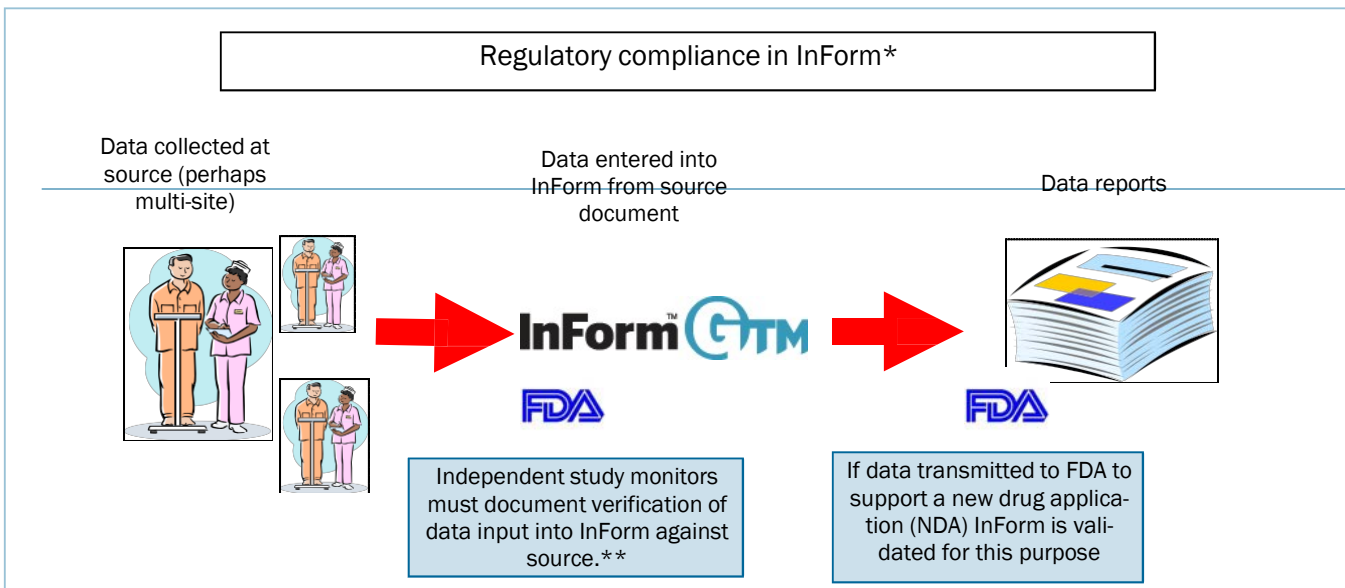 Regulatory compliance in InForm*
Data collected at
source (perhaps
multi-site)
Data entered into
InForm from source
document
Data reports
InForm™ GTM
FDA
FDA
Independent study monitors
must document verification of
data input into InForm against
source.**
If data transmitted to FDA to
support a new drug applica-
tion (NDA) InForm is vali-
dated for this purpose